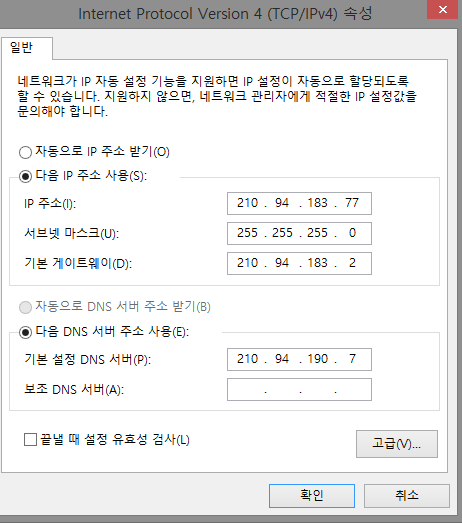 Internet Protocol Version 4 (TCP/IPv4) 속성
일반
네트워크가 IP 자동 설정 기능을 지원하면 IP 설정이 자동으로 할당되도록
할 수 있습니다. 지원하지 않으면, 네트워크 관리자에게 적절한 IP 설정값을
문의해야 합니다.
자동으로 IP 주소 받기(O)
다음 IP 주소 사용(S):
IP 주소(I): 210 . 94 . 183 . 77
서브넷 마스크(U): 255 . 255 . 255 . 0
기본 게이트웨이(D): 210 . 94 . 183 . 2
자동으로 DNS 서버 주소 받기(B)
다음 DNS 서버 주소 사용(E):
기본 설정 DNS 서버(P): 210 . 94 . 190 . 7
보조 DNS 서버(A): . . .
끝낼 때 설정 유효성 검사(L)
고급(V)...
확인 취소